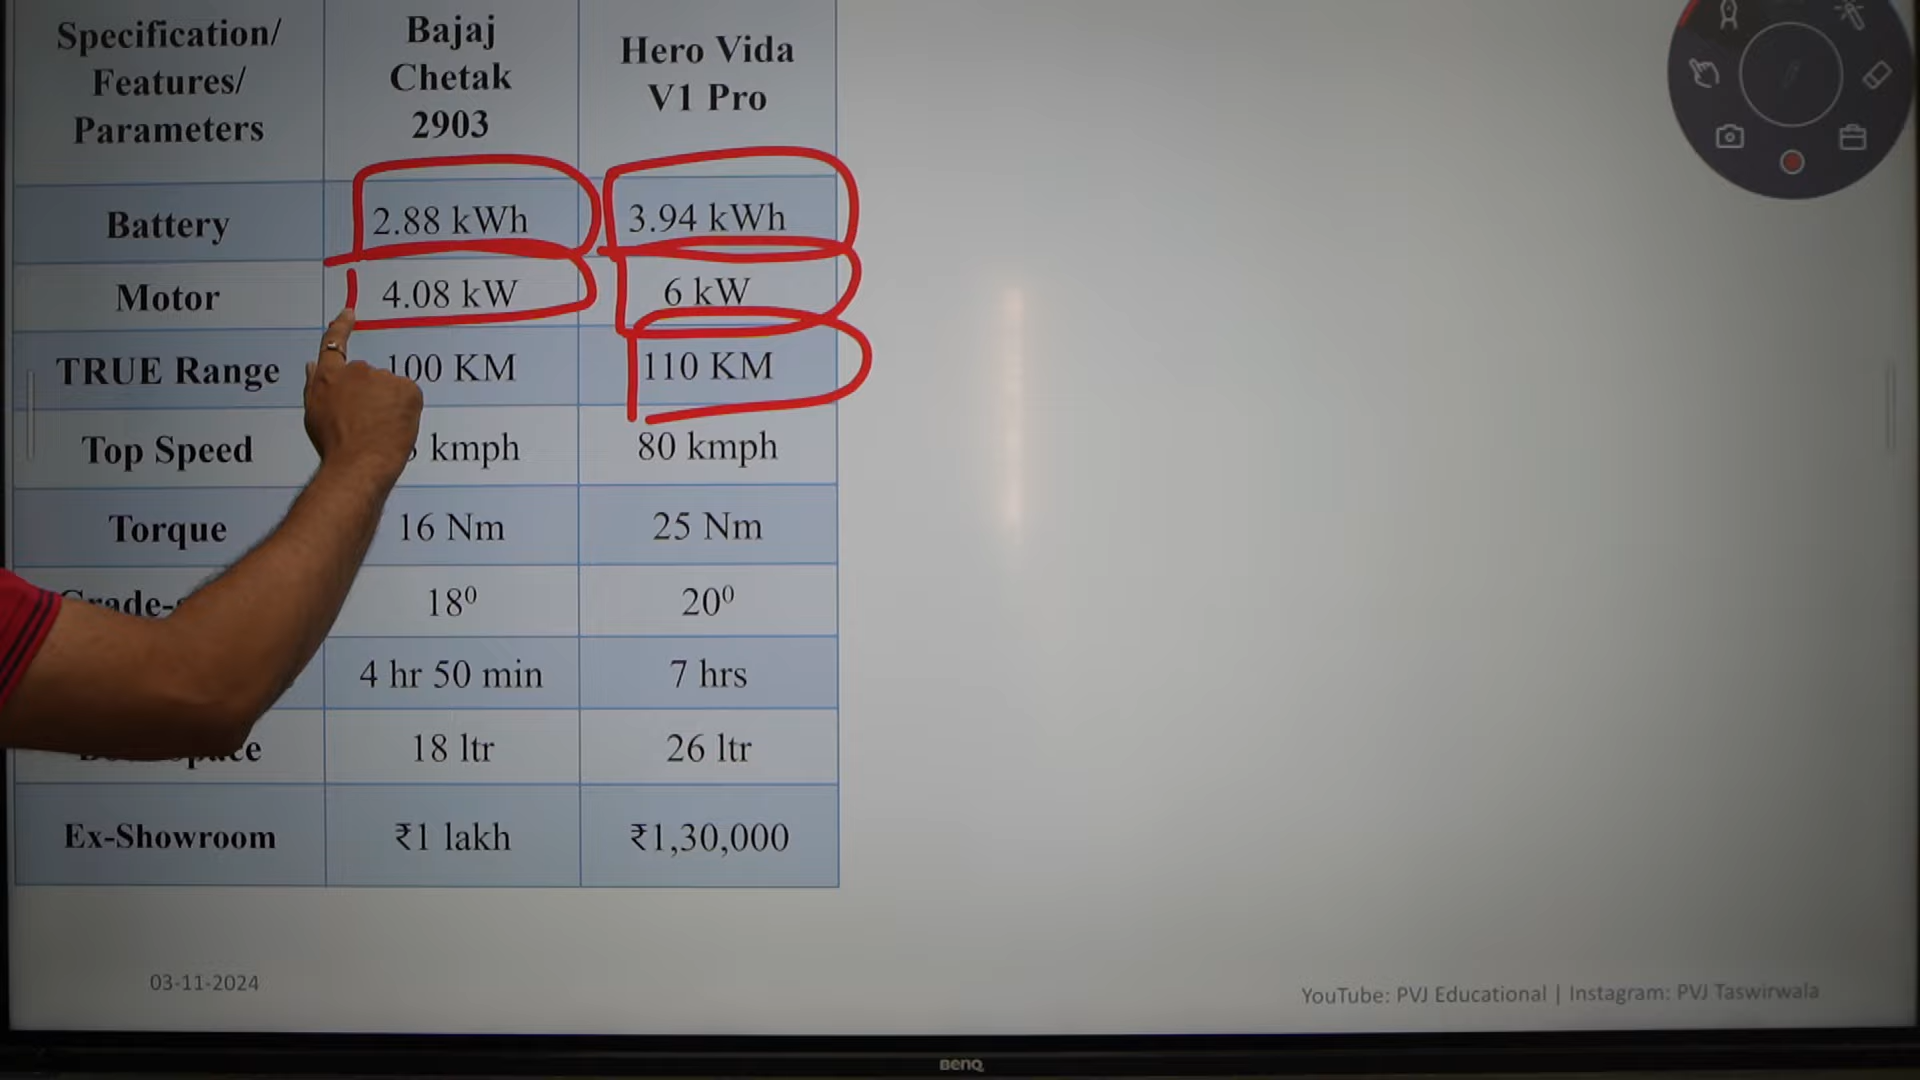 Specification/
Features/
Parameters
Bajaj
Chetak
2903
Hero Vida
V1 Pro
Battery
2.88 kWh
3.94 kWh
Motor
4.08 kW
6 kW
TRUE Range
100 KM
110 KM
Top Speed
kmph
80 kmph
Torque
16 Nm
25 Nm
18⁰
20⁰
4 hr 50 min
7 hrs
18 ltr
26 ltr
Ex-Showroom
₹1 lakh
₹1,30,000
03-11-2024
YouTube: PVJ Educational | Instagram: PVJ Taswirwala
BenQ